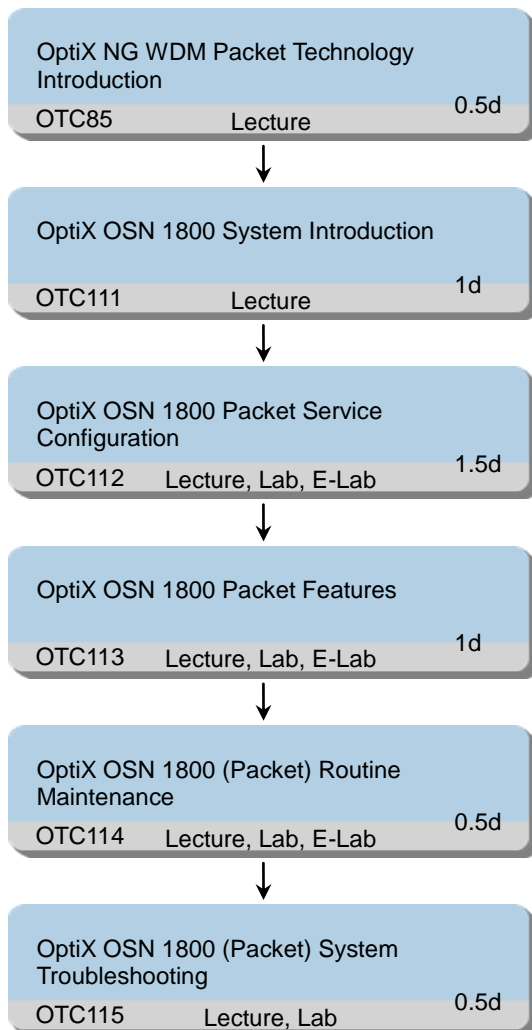 OptiX NG WDM Packet Technology
Introduction
0.5d
OTC85 Lecture
OptiX OSN 1800 System Introduction
1d
OTC111 Lecture
OptiX OSN 1800 Packet Service
Configuration
1.5d
OTC112 Lecture, Lab, E-Lab
OptiX OSN 1800 Packet Features
1d
OTC113 Lecture, Lab, E-Lab
OptiX OSN 1800 (Packet) Routine
Maintenance
0.5d
OTC114 Lecture, Lab, E-Lab
OptiX OSN 1800 (Packet) System
Troubleshooting
0.5d
OTC115 Lecture, Lab